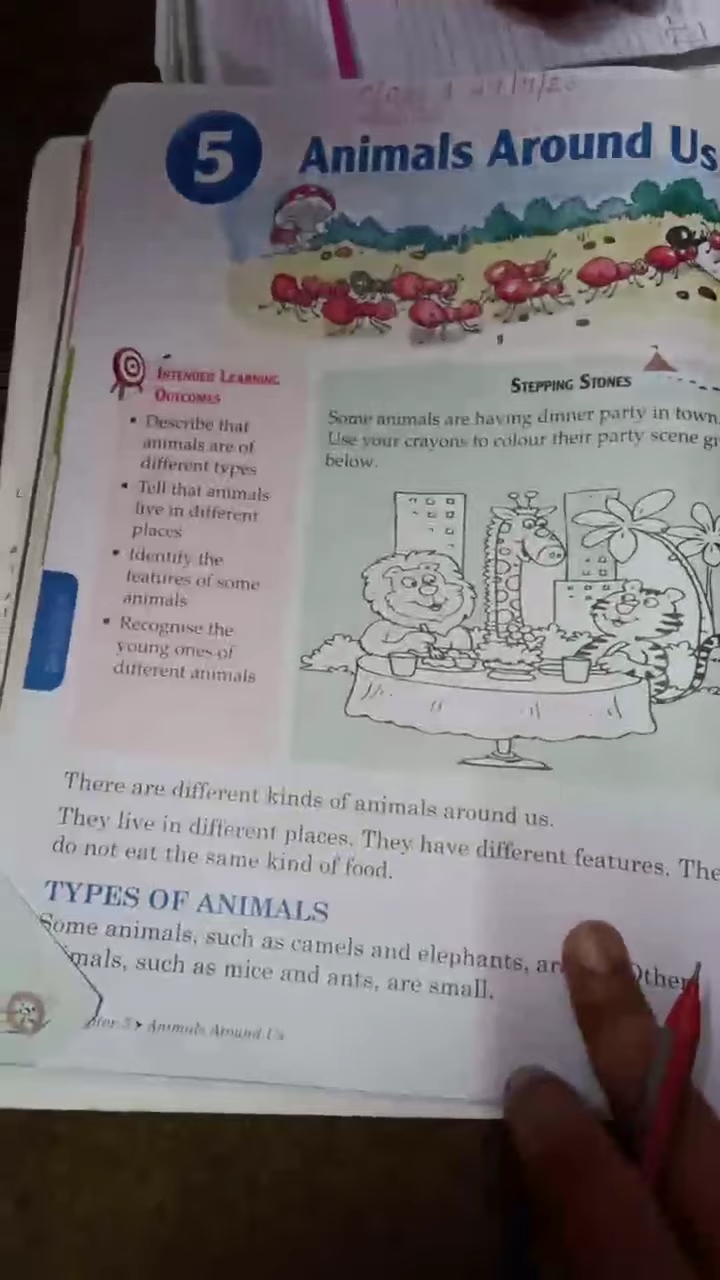 5 Animals Around Us
INTENDED LEARNING
OUTCOMES
• Describe that
animals are of
different types
• Tell that animals
live in different
places
• Identify the
features of some
animals
• Recognise the
young ones of
different animals
STEPPING STONES
Some animals are having dinner party in town.
Use your crayons to colour their party scene
below.
There are different kinds of animals around us.
They live in different places. They have different features.
do not eat the same kind of food.
TYPES OF ANIMALS
Some animals, such as camels and elephants,
such as mice and ants, are small.
5 ➤ Animals Around Us